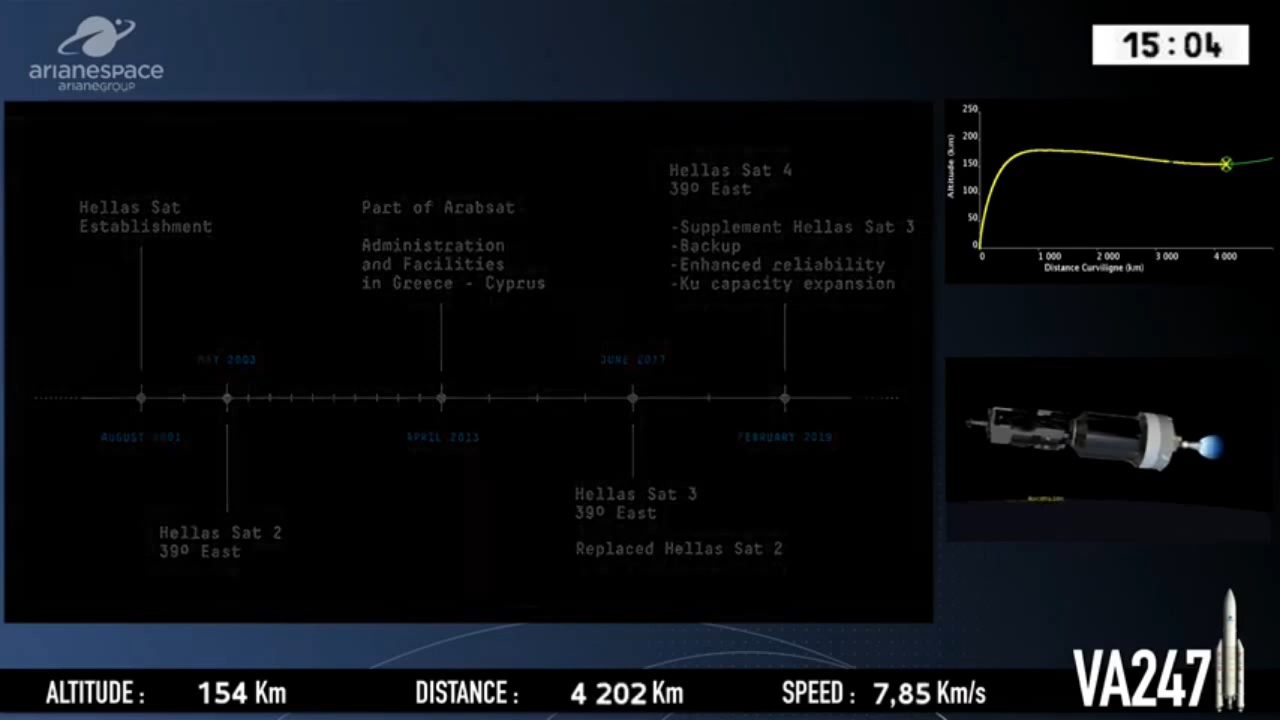 arianespace
arianegroup
15:04
Hellas Sat
Establishment
Part of Arabsat
Administration
and Facilities
in Greece - Cyprus
Hellas Sat 4
39º East
-Supplement Hellas Sat 3
-Backup
-Enhanced reliability
-Ku capacity expansion
MAY 2003
JUNE 2017
AUGUST 2001
APRIL 2013
FEBRUARY 2019
Hellas Sat 2
39º East
Hellas Sat 3
39º East
Replaced Hellas Sat 2
Altitude (km)
250
200
150
100
50
0
0 1 000 2 000 3 000 4 000
Distance Curviligne (km)
VA247
ALTITUDE : 154 Km DISTANCE : 4 202 Km SPEED : 7,85 Km/s